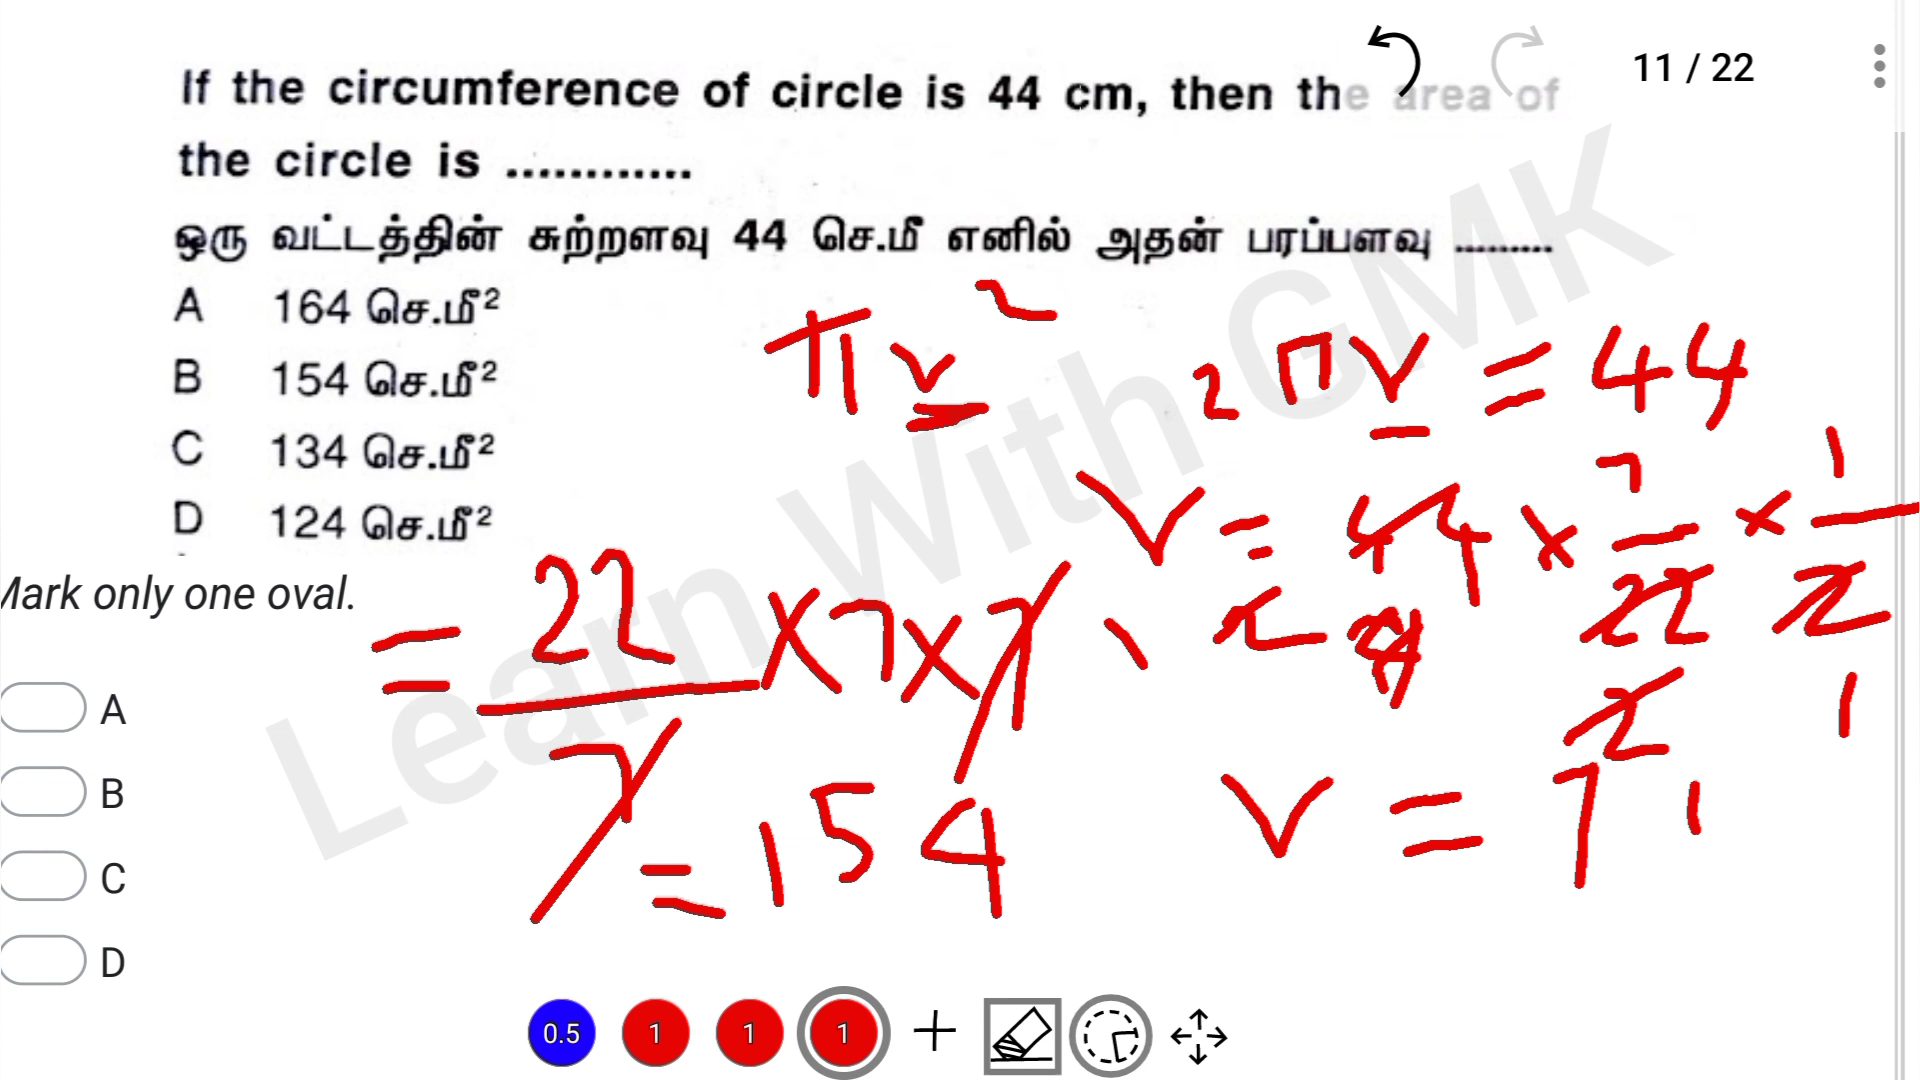 11 / 22
If the circumference of circle is 44 cm, then the area of
the circle is ............
ஒரு வட்டத்தின் சுற்றளவு 44 செ.மீ எனில் அதன் பரப்பளவு .........
A 164 செ.மீ²
B 154 செ.மீ²
C 134 செ.மீ²
D 124 செ.மீ²
Mark only one oval.
A
B
C
D
πr²
2πr = 44
r = 44 × 7/22 × 1/2
r = 7
= 22/7 × 7 × 7
= 154
Learn With GMK
0.5 1 1 1